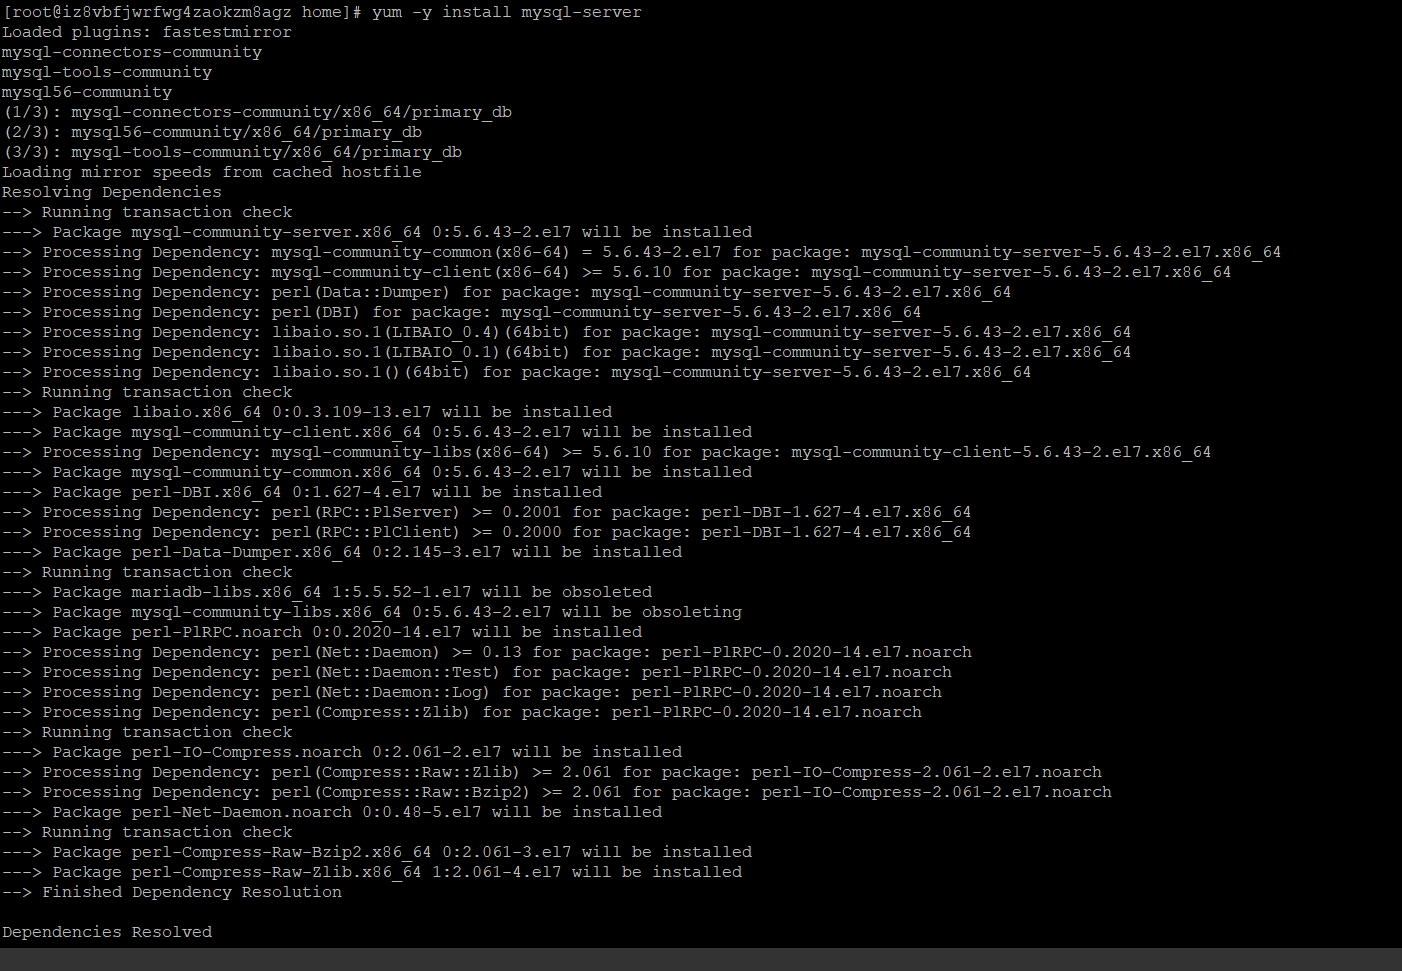 [root@iz8vbfjwrfwg4zaokzm8agz home]# yum -y install mysql-server
Loaded plugins: fastestmirror
mysql-connectors-community
mysql-tools-community
mysql56-community
(1/3): mysql-connectors-community/x86_64/primary_db
(2/3): mysql56-community/x86_64/primary_db
(3/3): mysql-tools-community/x86_64/primary_db
Loading mirror speeds from cached hostfile
Resolving Dependencies
--> Running transaction check
---> Package mysql-community-server.x86_64 0:5.6.43-2.el7 will be installed
--> Processing Dependency: mysql-community-common(x86-64) = 5.6.43-2.el7 for package: mysql-community-server-5.6.43-2.el7.x86_64
--> Processing Dependency: mysql-community-client(x86-64) >= 5.6.10 for package: mysql-community-server-5.6.43-2.el7.x86_64
--> Processing Dependency: perl(Data::Dumper) for package: mysql-community-server-5.6.43-2.el7.x86_64
--> Processing Dependency: perl(DBI) for package: mysql-community-server-5.6.43-2.el7.x86_64
--> Processing Dependency: libaio.so.1(LIBAIO_0.4)(64bit) for package: mysql-community-server-5.6.43-2.el7.x86_64
--> Processing Dependency: libaio.so.1(LIBAIO_0.1)(64bit) for package: mysql-community-server-5.6.43-2.el7.x86_64
--> Processing Dependency: libaio.so.1()(64bit) for package: mysql-community-server-5.6.43-2.el7.x86_64
--> Running transaction check
---> Package libaio.x86_64 0:0.3.109-13.el7 will be installed
---> Package mysql-community-client.x86_64 0:5.6.43-2.el7 will be installed
--> Processing Dependency: mysql-community-libs(x86-64) >= 5.6.10 for package: mysql-community-client-5.6.43-2.el7.x86_64
---> Package mysql-community-common.x86_64 0:5.6.43-2.el7 will be installed
---> Package perl-DBI.x86_64 0:1.627-4.el7 will be installed
--> Processing Dependency: perl(RPC::PlServer) >= 0.2001 for package: perl-DBI-1.627-4.el7.x86_64
--> Processing Dependency: perl(RPC::PlClient) >= 0.2000 for package: perl-DBI-1.627-4.el7.x86_64
---> Package perl-Data-Dumper.x86_64 0:2.145-3.el7 will be installed
--> Running transaction check
---> Package mariadb-libs.x86_64 1:5.5.52-1.el7 will be obsoleted
---> Package mysql-community-libs.x86_64 0:5.6.43-2.el7 will be obsoleting
---> Package perl-PlRPC.noarch 0:0.2020-14.el7 will be installed
--> Processing Dependency: perl(Net::Daemon) >= 0.13 for package: perl-PlRPC-0.2020-14.el7.noarch
--> Processing Dependency: perl(Net::Daemon::Test) for package: perl-PlRPC-0.2020-14.el7.noarch
--> Processing Dependency: perl(Net::Daemon::Log) for package: perl-PlRPC-0.2020-14.el7.noarch
--> Processing Dependency: perl(Compress::Zlib) for package: perl-PlRPC-0.2020-14.el7.noarch
--> Running transaction check
---> Package perl-IO-Compress.noarch 0:2.061-2.el7 will be installed
--> Processing Dependency: perl(Compress::Raw::Zlib) >= 2.061 for package: perl-IO-Compress-2.061-2.el7.noarch
--> Processing Dependency: perl(Compress::Raw::Bzip2) >= 2.061 for package: perl-IO-Compress-2.061-2.el7.noarch
---> Package perl-Net-Daemon.noarch 0:0.48-5.el7 will be installed
--> Running transaction check
---> Package perl-Compress-Raw-Bzip2.x86_64 0:2.061-3.el7 will be installed
---> Package perl-Compress-Raw-Zlib.x86_64 1:2.061-4.el7 will be installed
--> Finished Dependency Resolution
Dependencies Resolved